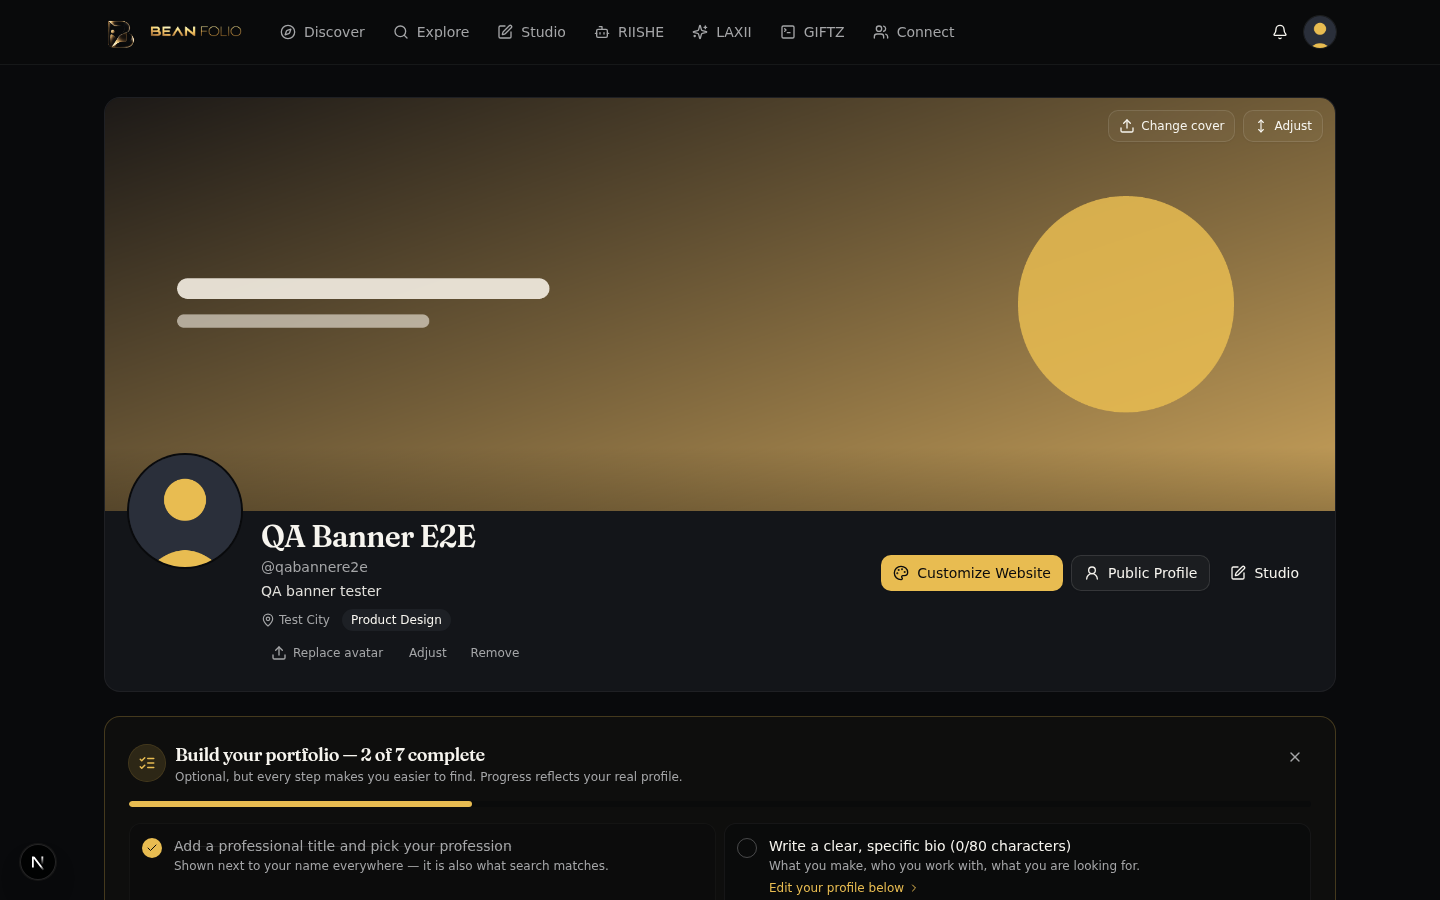 BEAN FOLIO
Discover
Explore
Studio
RIISHE
LAXII
GIFTZ
Connect
Change cover
Adjust
QA Banner E2E
@qabannere2e
QA banner tester
Test City
Product Design
Replace avatar
Adjust
Remove
Customize Website
Public Profile
Studio
Build your portfolio — 2 of 7 complete
Optional, but every step makes you easier to find. Progress reflects your real profile.
Add a professional title and pick your profession
Shown next to your name everywhere — it is also what search matches.
Write a clear, specific bio (0/80 characters)
What you make, who you work with, what you are looking for.
Edit your profile below
N